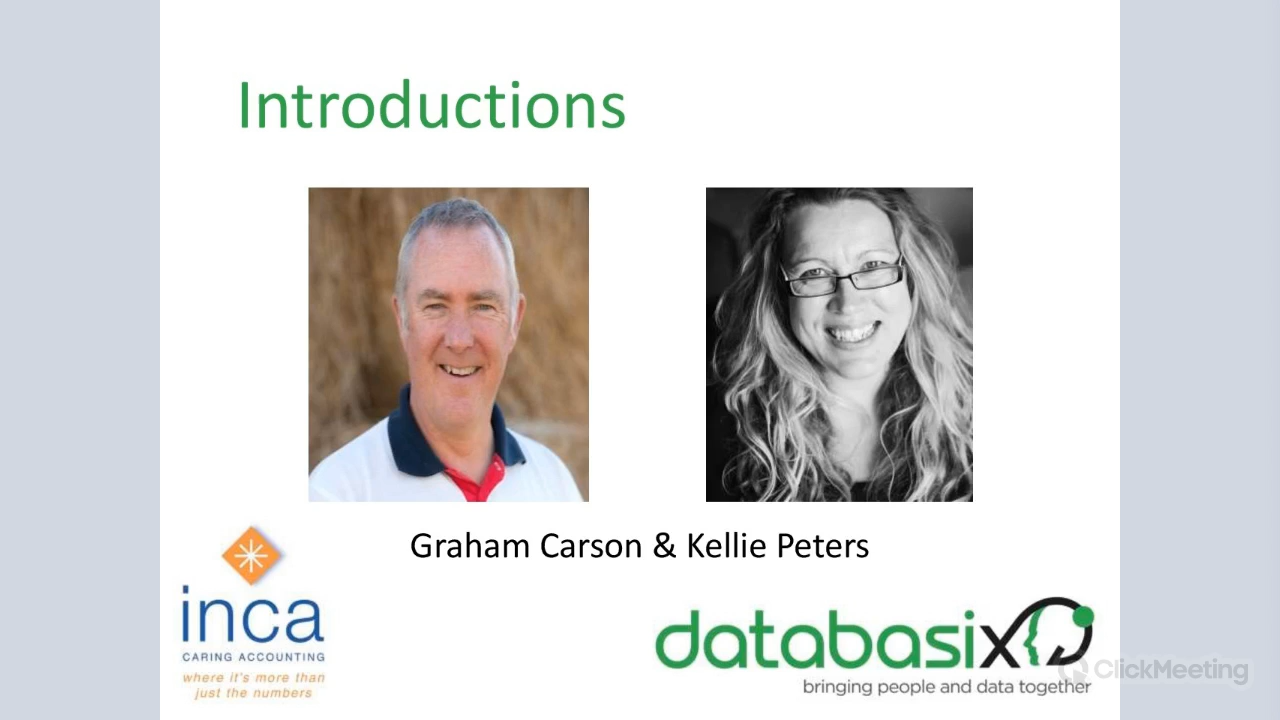 Introductions
Graham Carson & Kellie Peters
inca
CARING ACCOUNTING
where it's more than
just the numbers
databasix
bringing people and data together
ClickMeeting